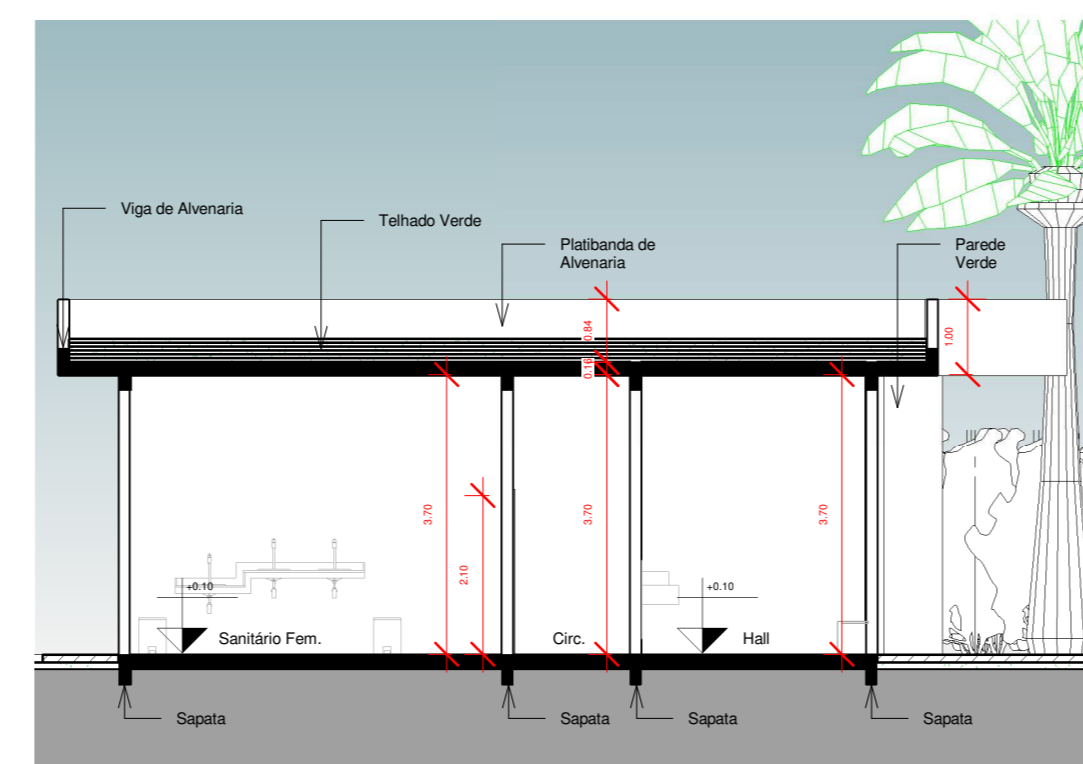 Viga de Alvenaria
Telhado Verde
Platibanda de
Alvenaria
Parede
Verde
0.84
0.16
1.00
3.70
2.10
3.70
3.70
+0.10
+0.10
Sanitário Fem.
Circ.
Hall
Sapata
Sapata
Sapata
Sapata